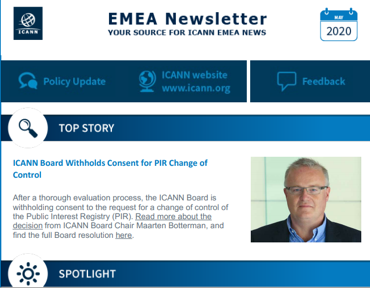 ICANN
EMEA Newsletter
YOUR SOURCE FOR ICANN EMEA NEWS
MAY
2020
Policy Update
ICANN website
www.icann.org
Feedback
TOP STORY
ICANN Board Withholds Consent for PIR Change of
Control
After a thorough evaluation process, the ICANN Board is
withholding consent to the request for a change of control of
the Public Interest Registry (PIR). Read more about the
decision from ICANN Board Chair Maarten Botterman, and
find the full Board resolution here.
SPOTLIGHT